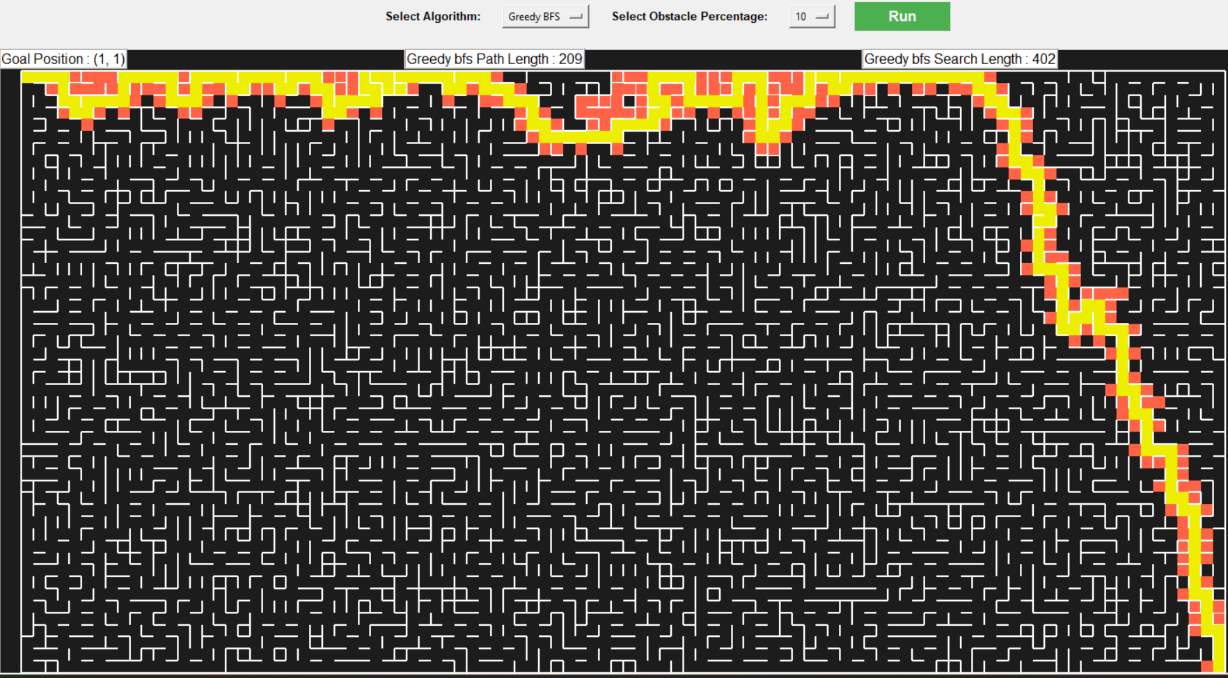 Select Algorithm: Greedy BFS Select Obstacle Percentage: 10 Run
Goal Position : (1, 1) Greedy bfs Path Length : 209 Greedy bfs Search Length : 402